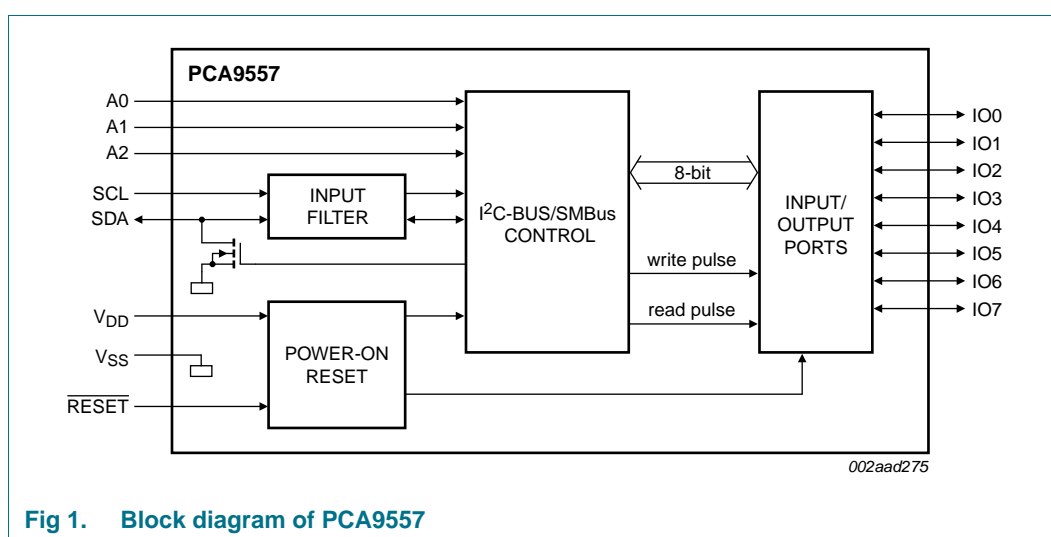 PCA9557
A0
A1
A2
SCL
SDA
INPUT
FILTER
I²C-BUS/SMBus
CONTROL
8-bit
write pulse
read pulse
INPUT/
OUTPUT
PORTS
IO0
IO1
IO2
IO3
IO4
IO5
IO6
IO7
VDD
VSS
RESET
POWER-ON
RESET
002aad275
Fig 1. Block diagram of PCA9557